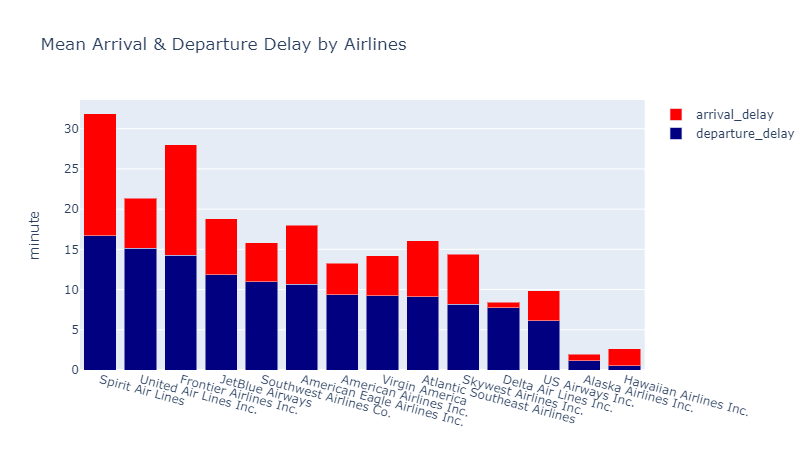 Mean Arrival & Departure Delay by Airlines
arrival_delay
departure_delay
minute
30
25
20
15
10
5
0
Spirit Air Lines
United Air Lines Inc.
Frontier Airlines Inc.
JetBlue Airways
Southwest Airlines Co.
American Eagle Airlines Inc.
American Airlines Inc.
Virgin America
Atlantic Southeast Airlines
Skywest Airlines Inc.
Delta Air Lines Inc.
US Airways Inc.
Alaska Airlines Inc.
Hawaiian Airlines Inc.